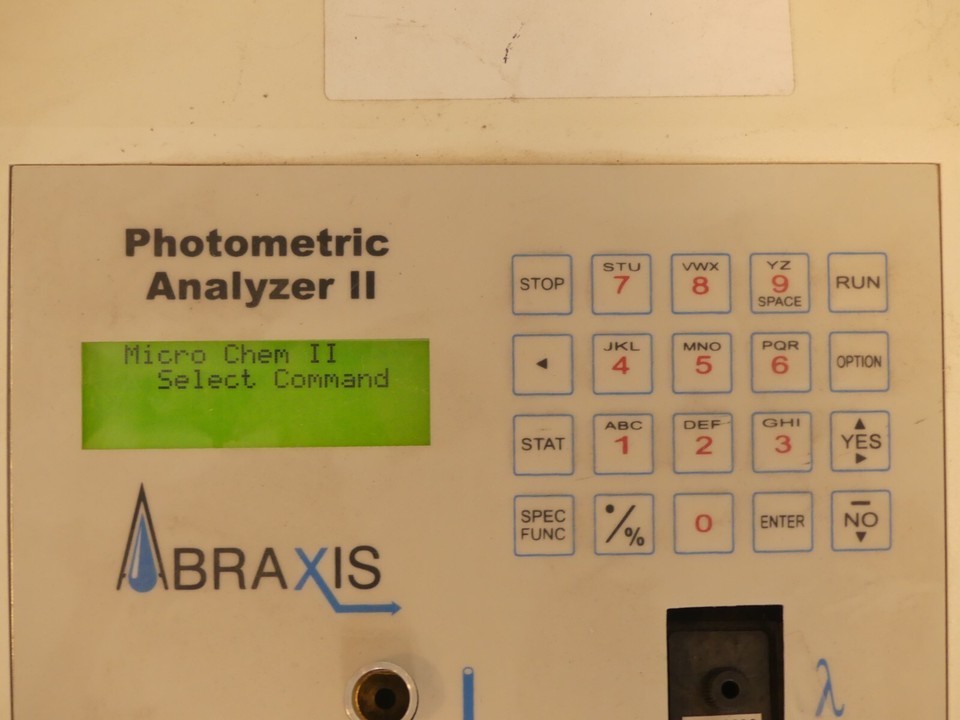 Photometric
Analyzer II
Micro Chem II
Select Command
ABRAXIS
STOP
STU
7
VWX
8
YZ
9
SPACE
RUN
◄
JKL
4
MNO
5
PQR
6
OPTION
STAT
ABC
1
DEF
2
GHI
3
▲
YES
►
SPEC
FUNC
•/%
0
ENTER
–
NO
▼
λ